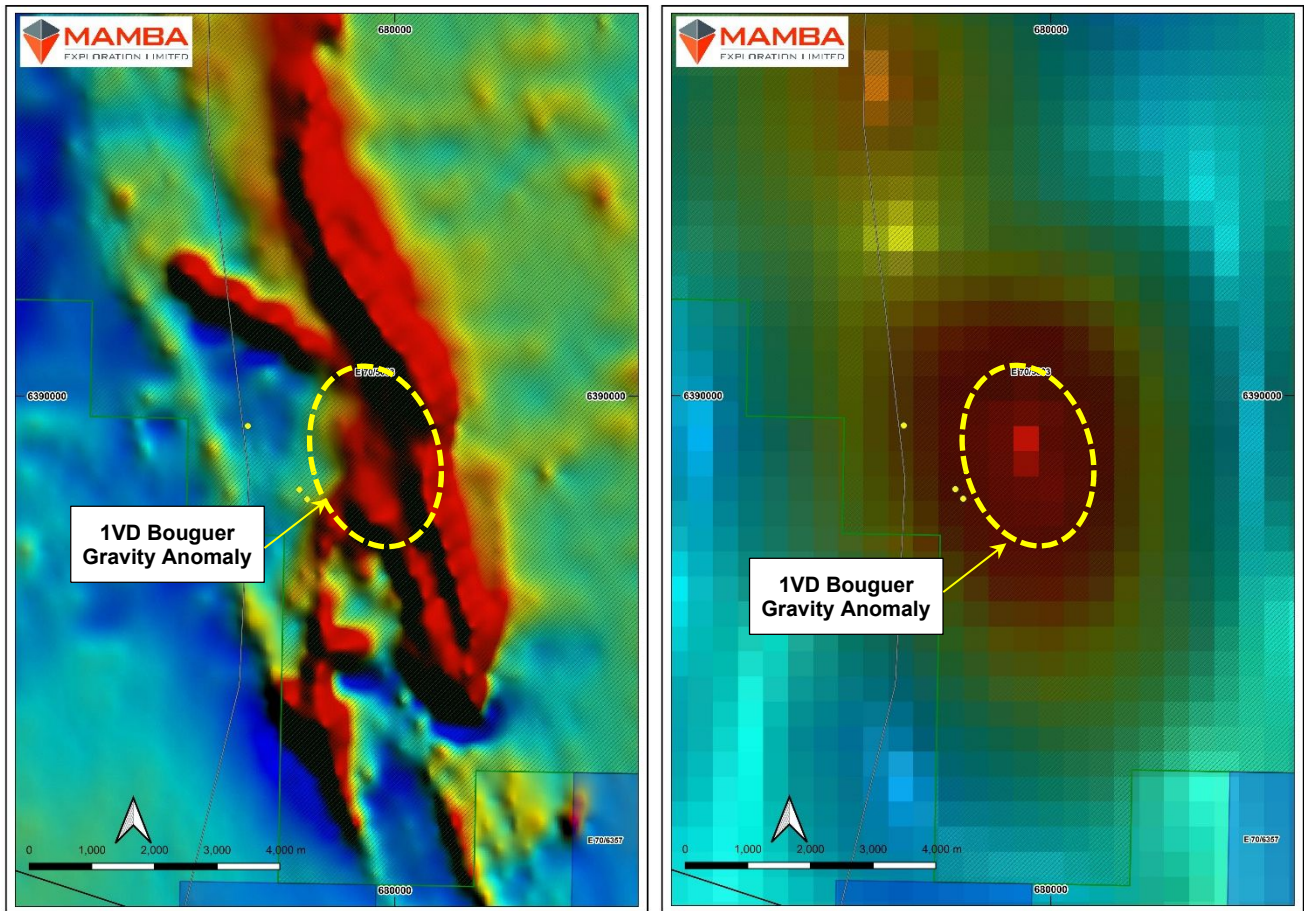 MAMBA
EXPLORATION LIMITED
680000
6390000
6390000
1VD Bouguer
Gravity Anomaly
0 1,000 2,000 3,000 4,000 m
E 70/6357
680000
MAMBA
EXPLORATION LIMITED
680000
6390000
6390000
1VD Bouguer
Gravity Anomaly
0 1,000 2,000 3,000 4,000 m
E 70/6357
680000